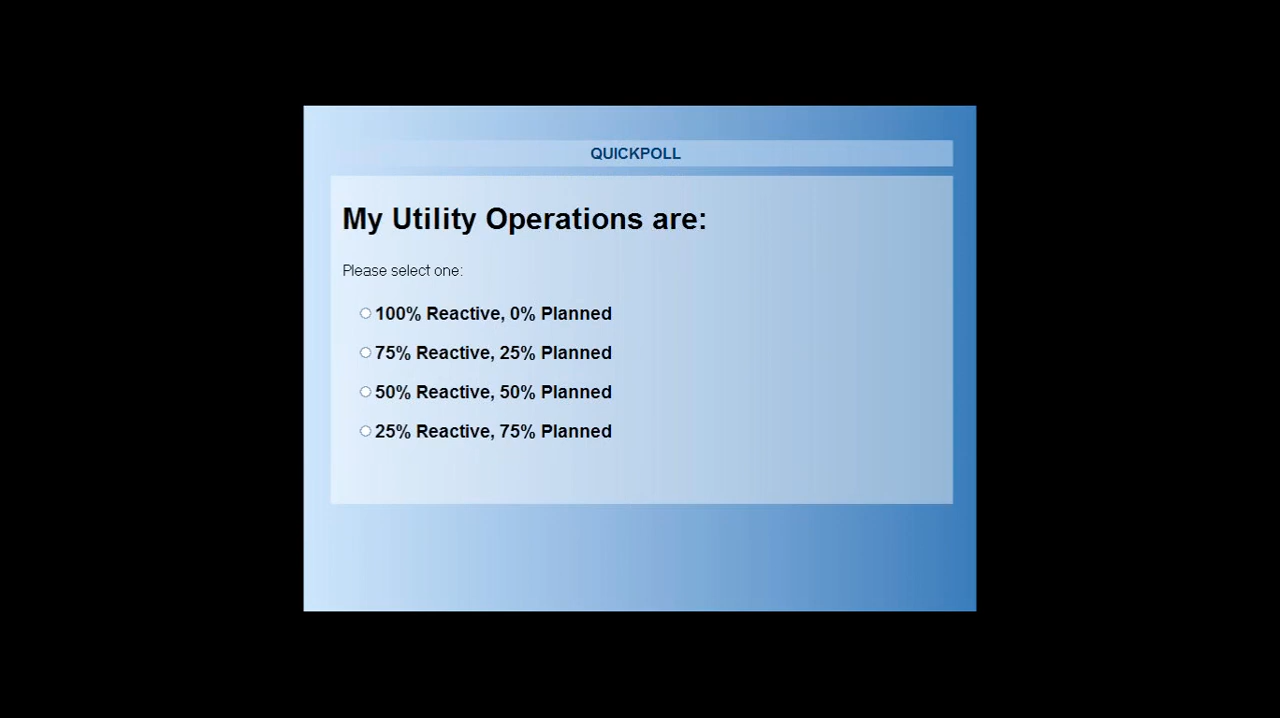 QUICKPOLL
My Utility Operations are:
Please select one:
100% Reactive, 0% Planned
75% Reactive, 25% Planned
50% Reactive, 50% Planned
25% Reactive, 75% Planned